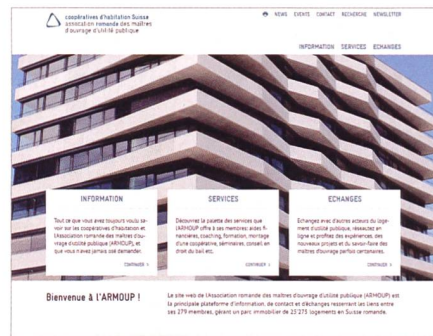 coopératives d'habitation Suisse
association romande des maîtres
d'ouvrage d'utilité publique
NEWS EVENTS CONTACT RECHERCHE NEWSLETTER
INFORMATION SERVICES ECHANGES
INFORMATION
Tout ce que vous avez toujours voulu sa-
voir sur les coopératives d'habitation et
l'Association romande des maîtres d'ou-
vrage d'utilité publique (ARMOUP), et
que vous n'avez jamais osé demander.
CONTINUER >
SERVICES
Découvrez la palette des services que
l'ARMOUP offre à ses membres: aides fi-
nancières, coaching, formation, montage
d'une coopérative, séminaires, conseil en
droit du bail etc.
CONTINUER >
ECHANGES
Echangez avec d'autres acteurs du loge-
ment d'utilité publique, réseautez en
ligne et profitez des expériences, des
nouveaux projets et du savoir-faire des
maîtres d'ouvrage parfois centenaires.
CONTINUER >
Bienvenue à l'ARMOUP !
Le site web de l'Association romande des maîtres d'ouvrage d'utilité publique (ARMOUP) est
la principale plateforme d'information, de contact et d'échanges resserrant les liens entre
ses 279 membres, gérant un parc immobilier de 23 273 logements en Suisse romande.